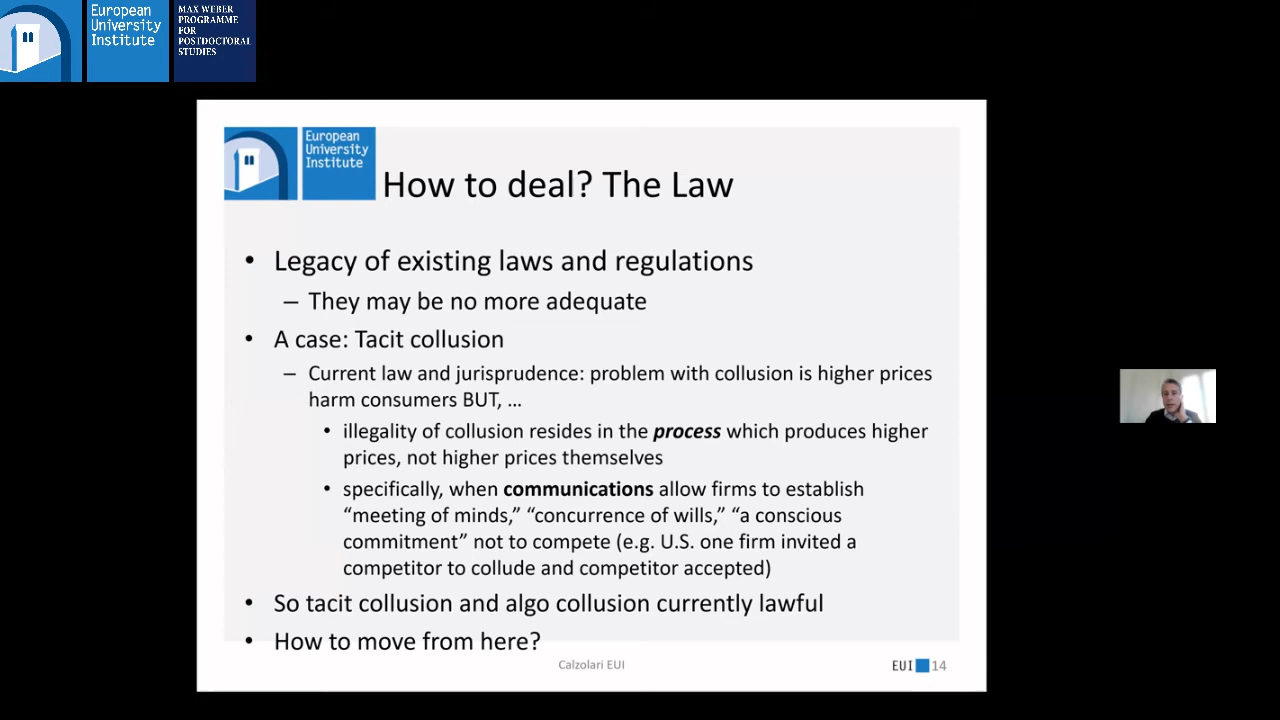 European
University
Institute
MAX WEBER
PROGRAMME
FOR
POSTDOCTORAL
STUDIES
European
University
Institute
How to deal? The Law
• Legacy of existing laws and regulations
– They may be no more adequate
• A case: Tacit collusion
– Current law and jurisprudence: problem with collusion is higher prices
harm consumers BUT, ...
• illegality of collusion resides in the process which produces higher
prices, not higher prices themselves
• specifically, when communications allow firms to establish
“meeting of minds,” “concurrence of wills,” “a conscious
commitment” not to compete (e.g. U.S. one firm invited a
competitor to collude and competitor accepted)
• So tacit collusion and algo collusion currently lawful
• How to move from here?
Calzolari EUI
EUI 14